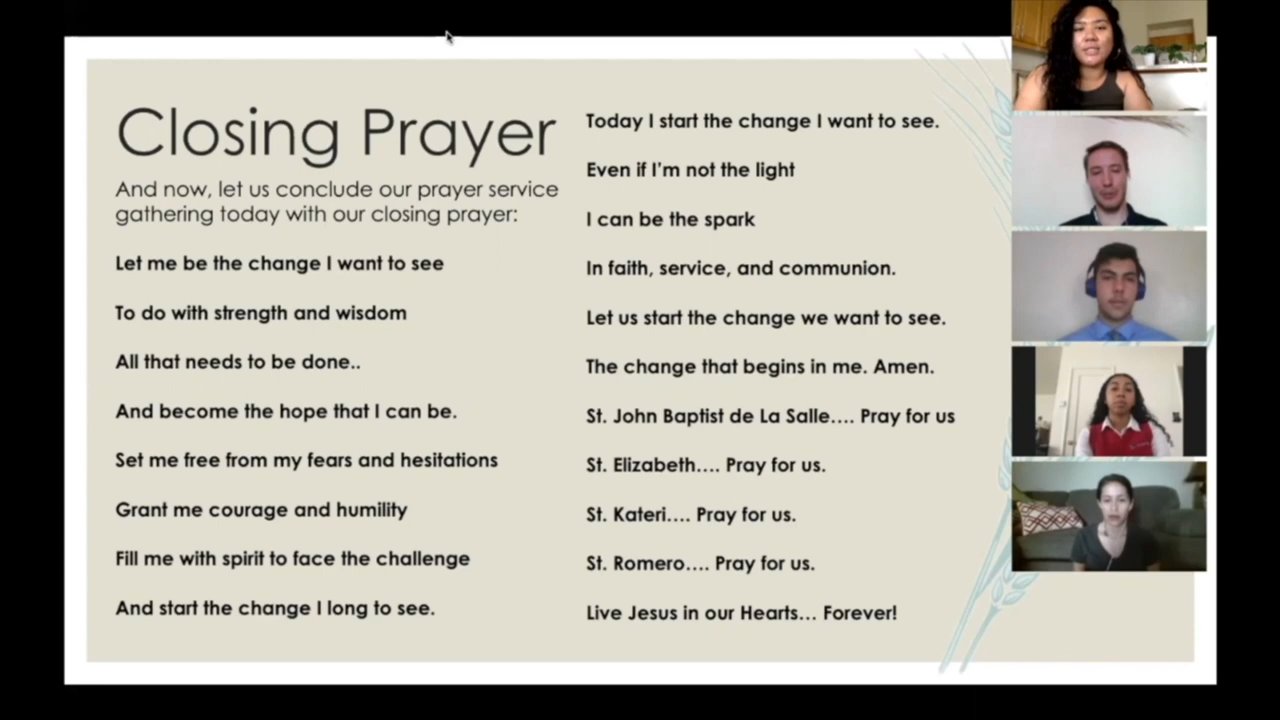 Closing Prayer
And now, let us conclude our prayer service
gathering today with our closing prayer:
Let me be the change I want to see
To do with strength and wisdom
All that needs to be done..
And become the hope that I can be.
Set me free from my fears and hesitations
Grant me courage and humility
Fill me with spirit to face the challenge
And start the change I long to see.
Today I start the change I want to see.
Even if I'm not the light
I can be the spark
In faith, service, and communion.
Let us start the change we want to see.
The change that begins in me. Amen.
St. John Baptist de La Salle.... Pray for us
St. Elizabeth.... Pray for us.
St. Kateri.... Pray for us.
St. Romero.... Pray for us.
Live Jesus in our Hearts... Forever!